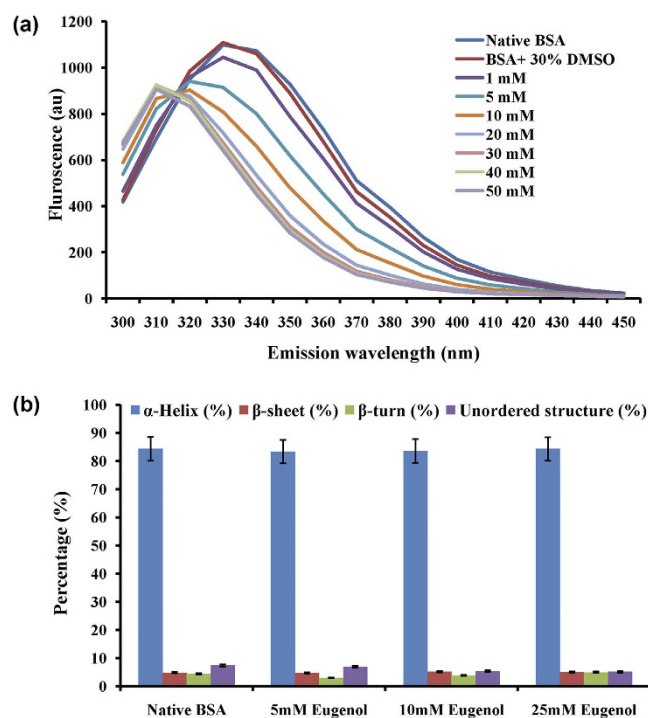 (a)
1200
1000
800
600
400
200
0
Fluroscence (au)
Native BSA
BSA+ 30% DMSO
1 mM
5 mM
10 mM
20 mM
30 mM
40 mM
50 mM
300 310 320 330 340 350 360 370 380 390 400 410 420 430 440 450
Emission wavelength (nm)
(b)
α-Helix (%) β-sheet (%) β-turn (%) Unordered structure (%)
100
90
80
70
60
50
40
30
20
10
0
Percentage (%)
Native BSA 5mM Eugenol 10mM Eugenol 25mM Eugenol